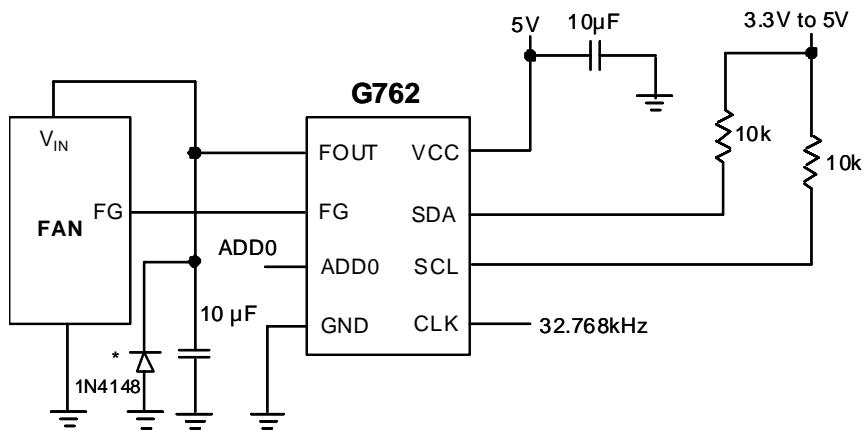 5V
10µF
3.3V to 5V
G762
VIN
FOUT
VCC
10k
10k
FG
FG
SDA
FAN
ADD0
ADD0
SCL
10 µF
GND
CLK
32.768kHz
*
1N4148